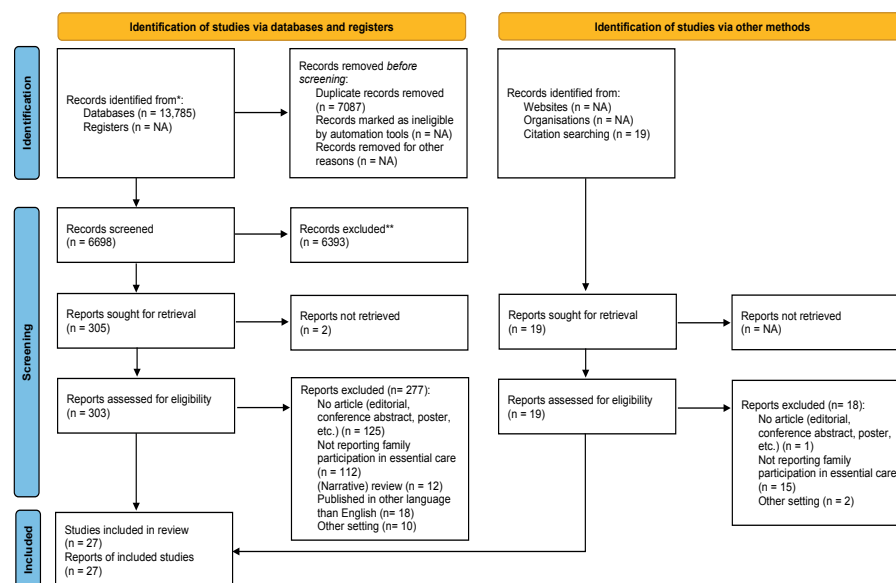 Identification of studies via databases and registers
Identification of studies via other methods
Identification
Records identified from*:
Databases (n = 13,785)
Registers (n = NA)
Records removed before
screening:
Duplicate records removed
(n = 7087)
Records marked as ineligible
by automation tools (n = NA)
Records removed for other
reasons (n = NA)
Records identified from:
Websites (n = NA)
Organisations (n = NA)
Citation searching (n = 19)
Screening
Records screened
(n = 6698)
Records excluded**
(n = 6393)
Reports sought for retrieval
(n = 305)
Reports not retrieved
(n = 2)
Reports sought for retrieval
(n = 19)
Reports not retrieved
(n = NA)
Reports assessed for eligibility
(n = 303)
Reports excluded (n= 277):
No article (editorial,
conference abstract, poster,
etc.) (n = 125)
Not reporting family
participation in essential care
(n = 112)
(Narrative) review (n = 12)
Published in other language
than English (n= 18)
Other setting (n = 10)
Reports assessed for eligibility
(n = 19)
Reports excluded (n= 18):
No article (editorial,
conference abstract, poster,
etc.) (n = 1)
Not reporting family
participation in essential care
(n = 15)
Other setting (n = 2)
Included
Studies included in review
(n = 27)
Reports of included studies
(n = 27)